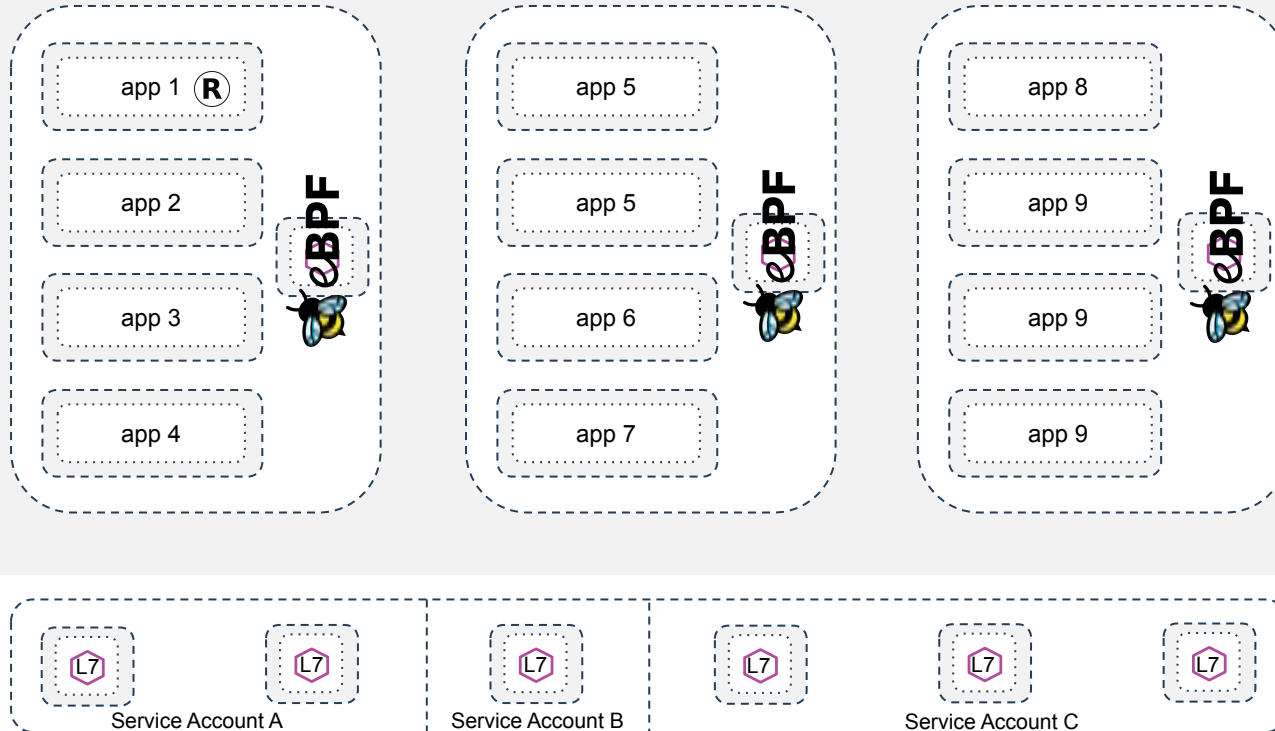 app 1 R
app 2
app 3
app 4
eBPF
app 5
app 5
app 6
app 7
eBPF
app 8
app 9
app 9
app 9
eBPF
L7
L7
Service Account A
L7
Service Account B
L7
L7
L7
Service Account C